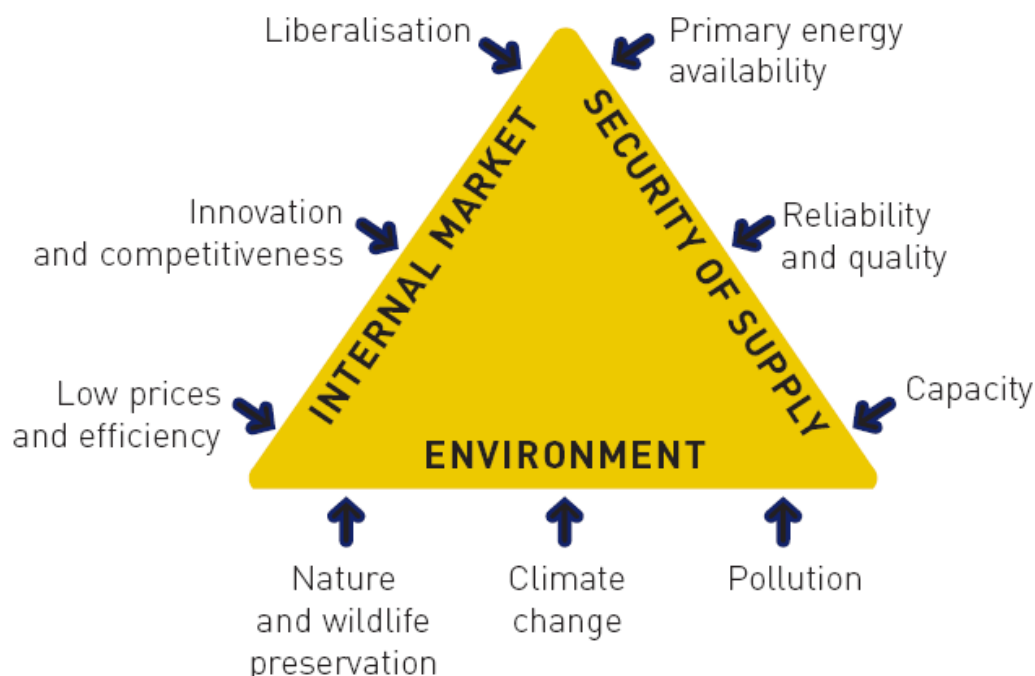 Liberalisation
Primary energy
availability
INTERNAL MARKET
SECURITY OF SUPPLY
Innovation
and competitiveness
Reliability
and quality
Low prices
and efficiency
Capacity
ENVIRONMENT
Nature
and wildlife
preservation
Climate
change
Pollution